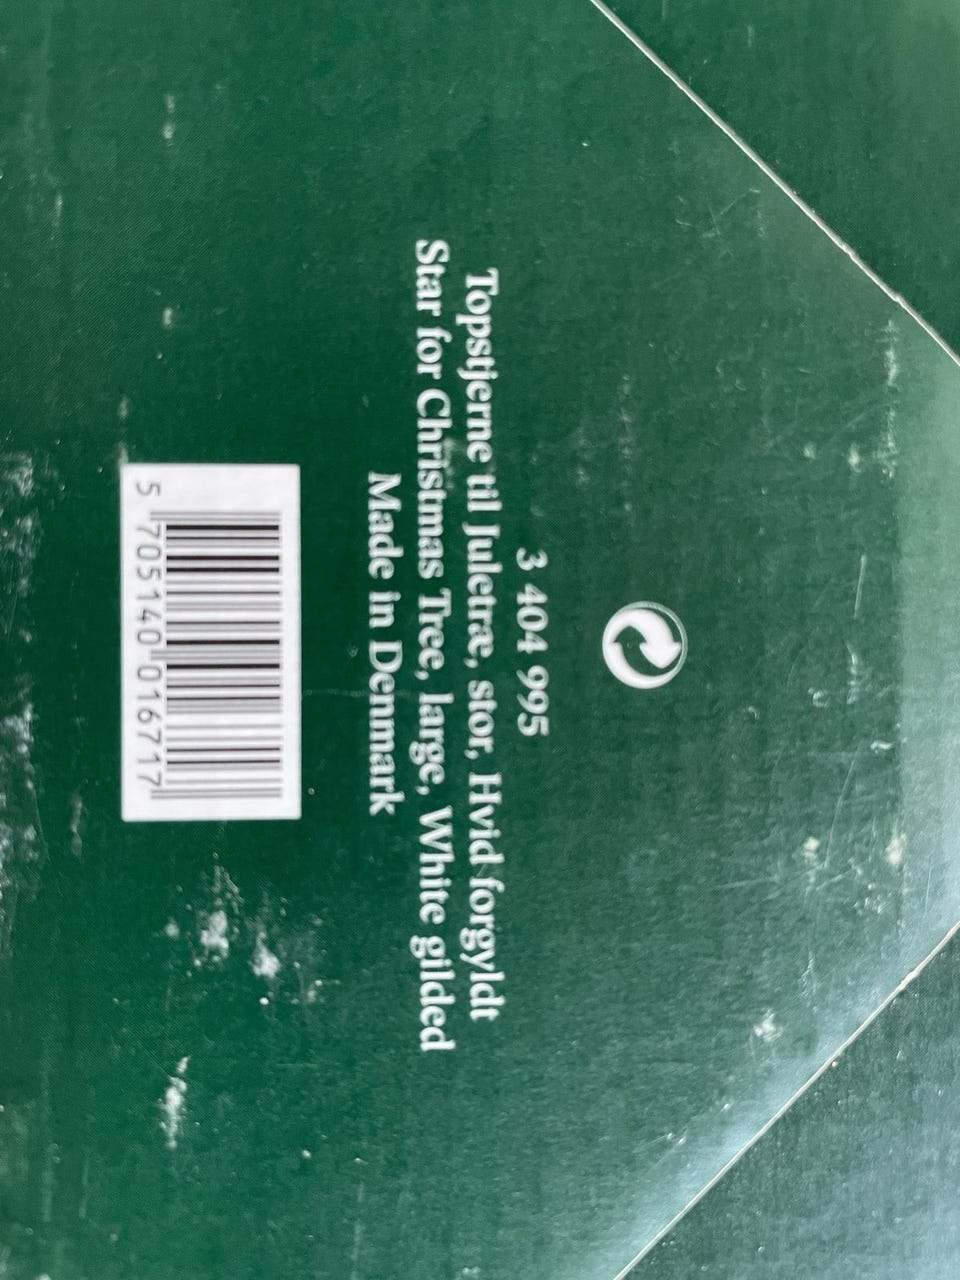 3 404 995
Topstjerne til Juletræ, stor, Hvid forgyldt
Star for Christmas Tree, large, White gilded
Made in Denmark
5 705140 016717